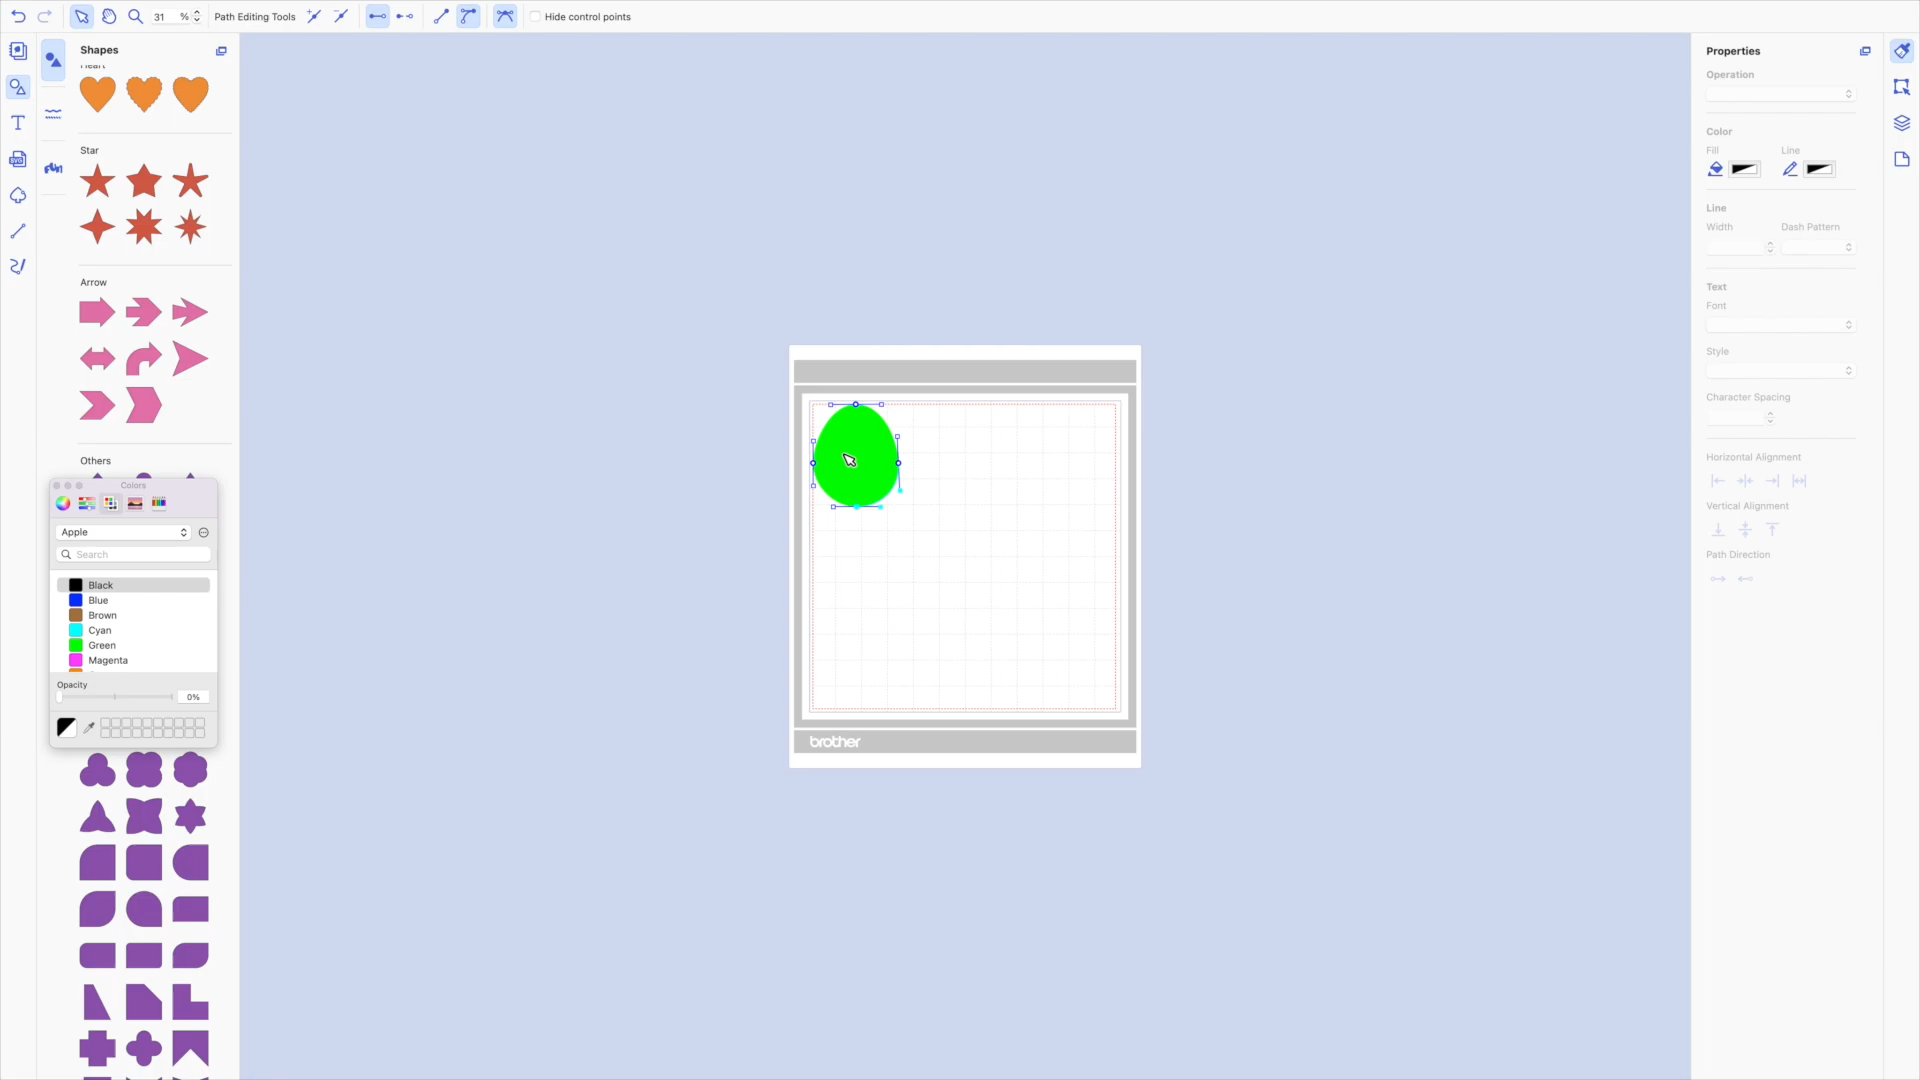 31 %
Path Editing Tools
Hide control points
Shapes
Heart
Star
Arrow
Others
Colors
Apple
Search
Black
Blue
Brown
Cyan
Green
Magenta
Opacity
0%
SVG
brother
Properties
Operation
Color
Fill
Line
Line
Width
Dash Pattern
Text
Font
Style
Character Spacing
Horizontal Alignment
Vertical Alignment
Path Direction